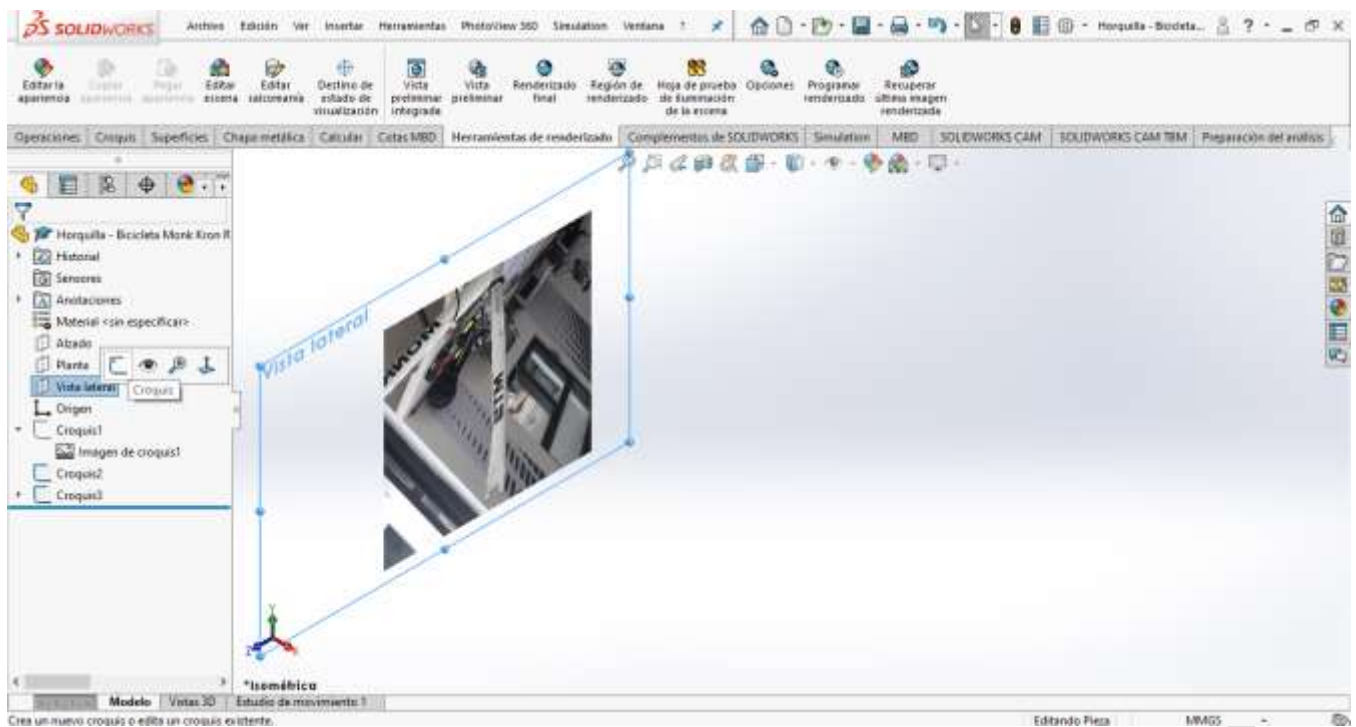 SOLIDWORKS Archivo Edición Ver Insertar Herramientas PhotoView 360 Simulation Ventana ? Horquilla - Bicicleta... ?
Editar la apariencia
Copiar apariencia
Pegar apariencia
Editar escena
Editar calcomanía
Destino de estado de visualización
Vista preliminar integrada
Vista preliminar
Renderizado final
Región de renderizado
Hoja de prueba de iluminación de la escena
Opciones
Programar renderizado
Recuperar última imagen renderizada
Operaciones Croquis Superficies Chapa metálica Calcular Cotas MBD Herramientas de renderizado Complementos de SOLIDWORKS Simulation MBD SOLIDWORKS CAM SOLIDWORKS CAM TBM Preparación del análisis
Horquilla - Bicicleta Monk Kron R
Historial
Sensores
Anotaciones
Material <sin especificar>
Alzado
Planta
Vista lateral
Croquis
Origen
Croquis1
Imagen de croquis1
Croquis2
Croquis3
Vista lateral
MONK
Y
Z
X
*Isométrica
Modelo Vistas 3D Estudio de movimiento 1
Crea un nuevo croquis o edita un croquis existente. Editando Pieza MMGS